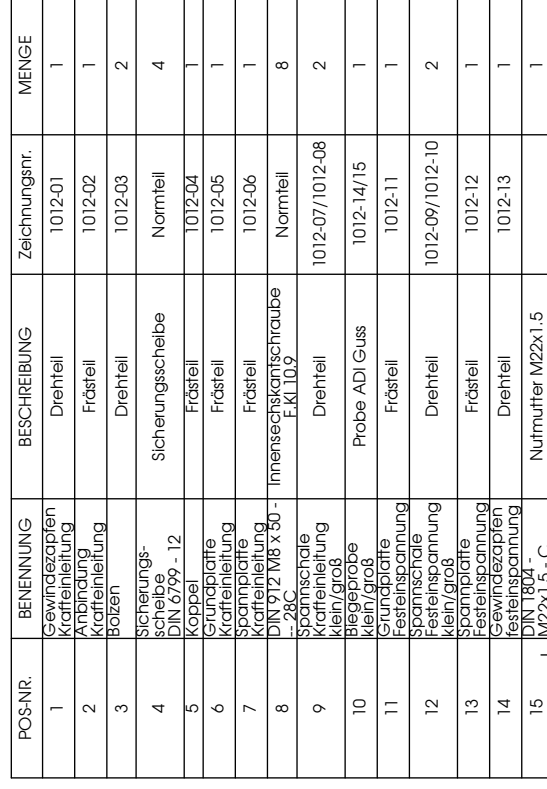 POS-NR. BENENNUNG BESCHREIBUNG Zeichnungsnr. MENGE
1 Gewindezapfen Krafteinleitung Drehteil 1012-01 1
2 Anbindung Krafteinleitung Frästeil 1012-02 1
3 Bolzen Drehteil 1012-03 2
4 Sicherungs- scheibe DIN 6799 - 12 Sicherungsscheibe Normteil 4
5 Koppel Frästeil 1012-04 1
6 Grundplatte Krafteinleitung Frästeil 1012-05 1
7 Spannplatte Krafteinleitung Frästeil 1012-06 1
8 DIN 912 M8 x 50 - -- 28C Innensechskantschraube F.Kl 10.9 Normteil 8
9 Spannschale Krafteinleitung klein/groß Drehteil 1012-07/1012-08 2
10 Biegeprobe klein/groß Probe ADI Guss 1012-14/15 1
11 Grundplatte Festeinspannung Frästeil 1012-11 1
12 Spannschale Festeinspannung klein/groß Drehteil 1012-09/1012-10 2
13 Spannplatte Festeinspannung Frästeil 1012-12 1
14 Gewindezapfen festeinspannung Drehteil 1012-13 1
15 DIN 1804 - M22x1.5 - C Nutmutter M22x1.5 1